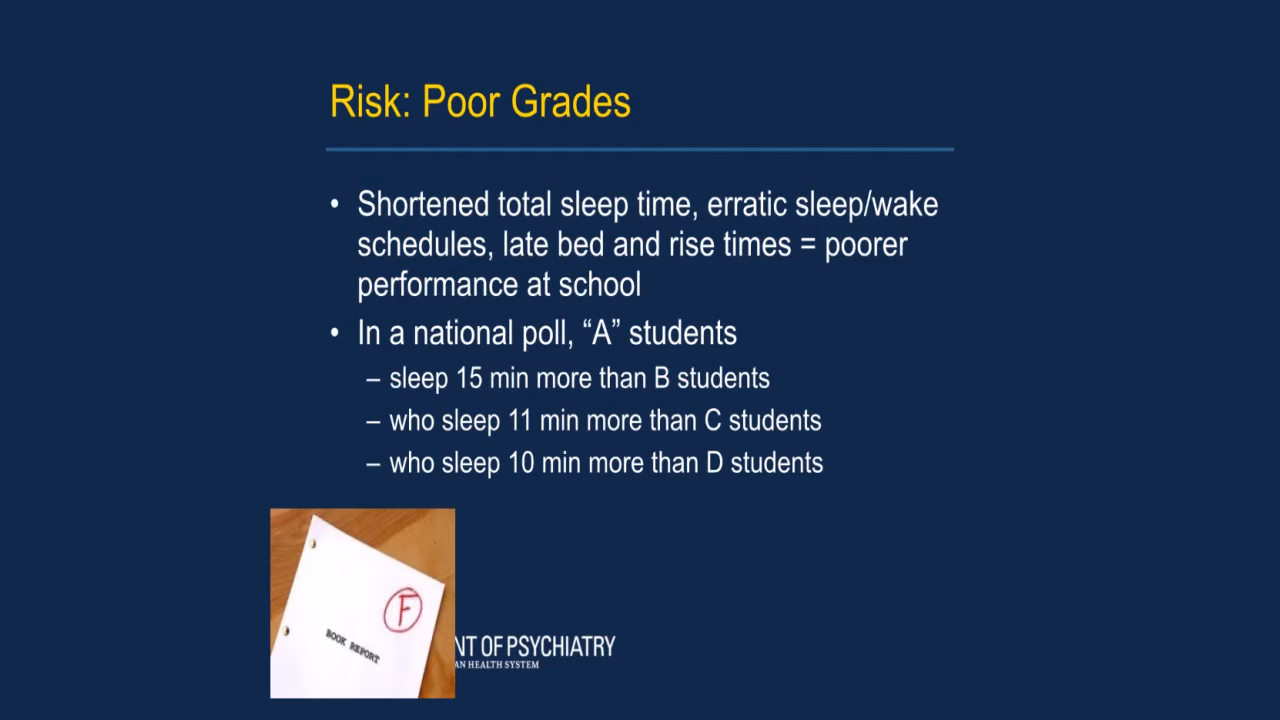 Risk: Poor Grades
• Shortened total sleep time, erratic sleep/wake
schedules, late bed and rise times = poorer
performance at school
• In a national poll, “A” students
– sleep 15 min more than B students
– who sleep 11 min more than C students
– who sleep 10 min more than D students
F
BOOK REPORT
OF PSYCHIATRY
HEALTH SYSTEM